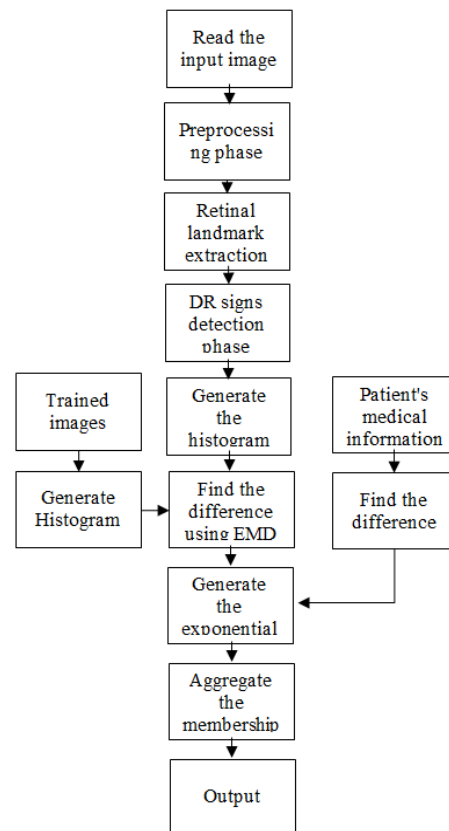 Read the
input image
Preprocessi
ng phase
Retinal
landmark
extraction
DR signs
detection
phase
Trained
images
Generate
the
histogram
Patient's
medical
information
Generate
Histogram
Find the
difference
using EMD
Find the
difference
Generate
the
exponential
Aggregate
the
membership
Output